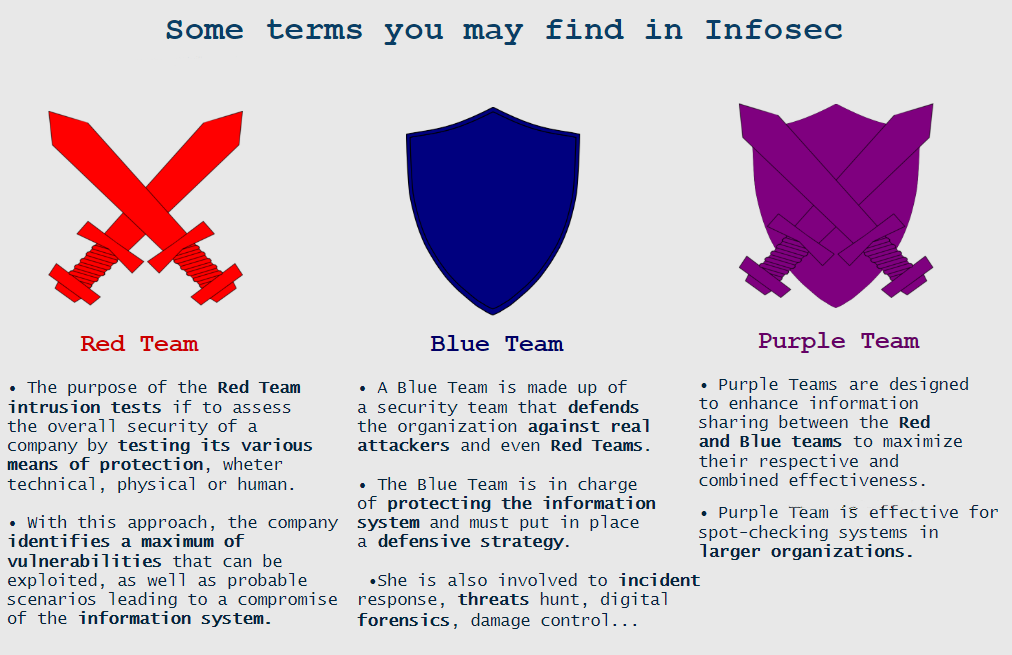 Some terms you may find in Infosec
Red Team
• The purpose of the Red Team
intrusion tests if to assess
the overall security of a
company by testing its various
means of protection, wheter
technical, physical or human.
• With this approach, the company
identifies a maximum of
vulnerabilities that can be
exploited, as well as probable
scenarios leading to a compromise
of the information system.
Blue Team
• A Blue Team is made up of
a security team that defends
the organization against real
attackers and even Red Teams.
• The Blue Team is in charge
of protecting the information
system and must put in place
a defensive strategy.
•She is also involved to incident
response, threats hunt, digital
forensics, damage control...
Purple Team
• Purple Teams are designed
to enhance information
sharing between the Red
and Blue teams to maximize
their respective and
combined effectiveness.
• Purple Team is effective for
spot-checking systems in
larger organizations.